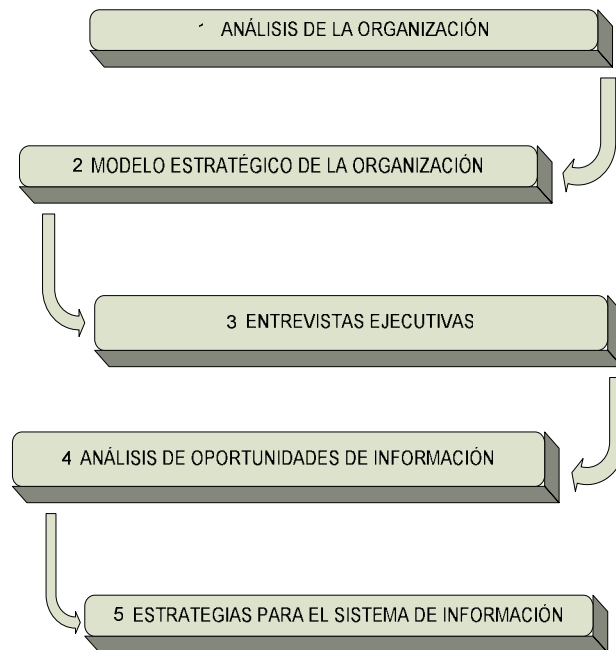 ANÁLISIS DE LA ORGANIZACIÓN
2 MODELO ESTRATÉGICO DE LA ORGANIZACIÓN
3 ENTREVISTAS EJECUTIVAS
4 ANÁLISIS DE OPORTUNIDADES DE INFORMACIÓN
5 ESTRATEGIAS PARA EL SISTEMA DE INFORMACIÓN